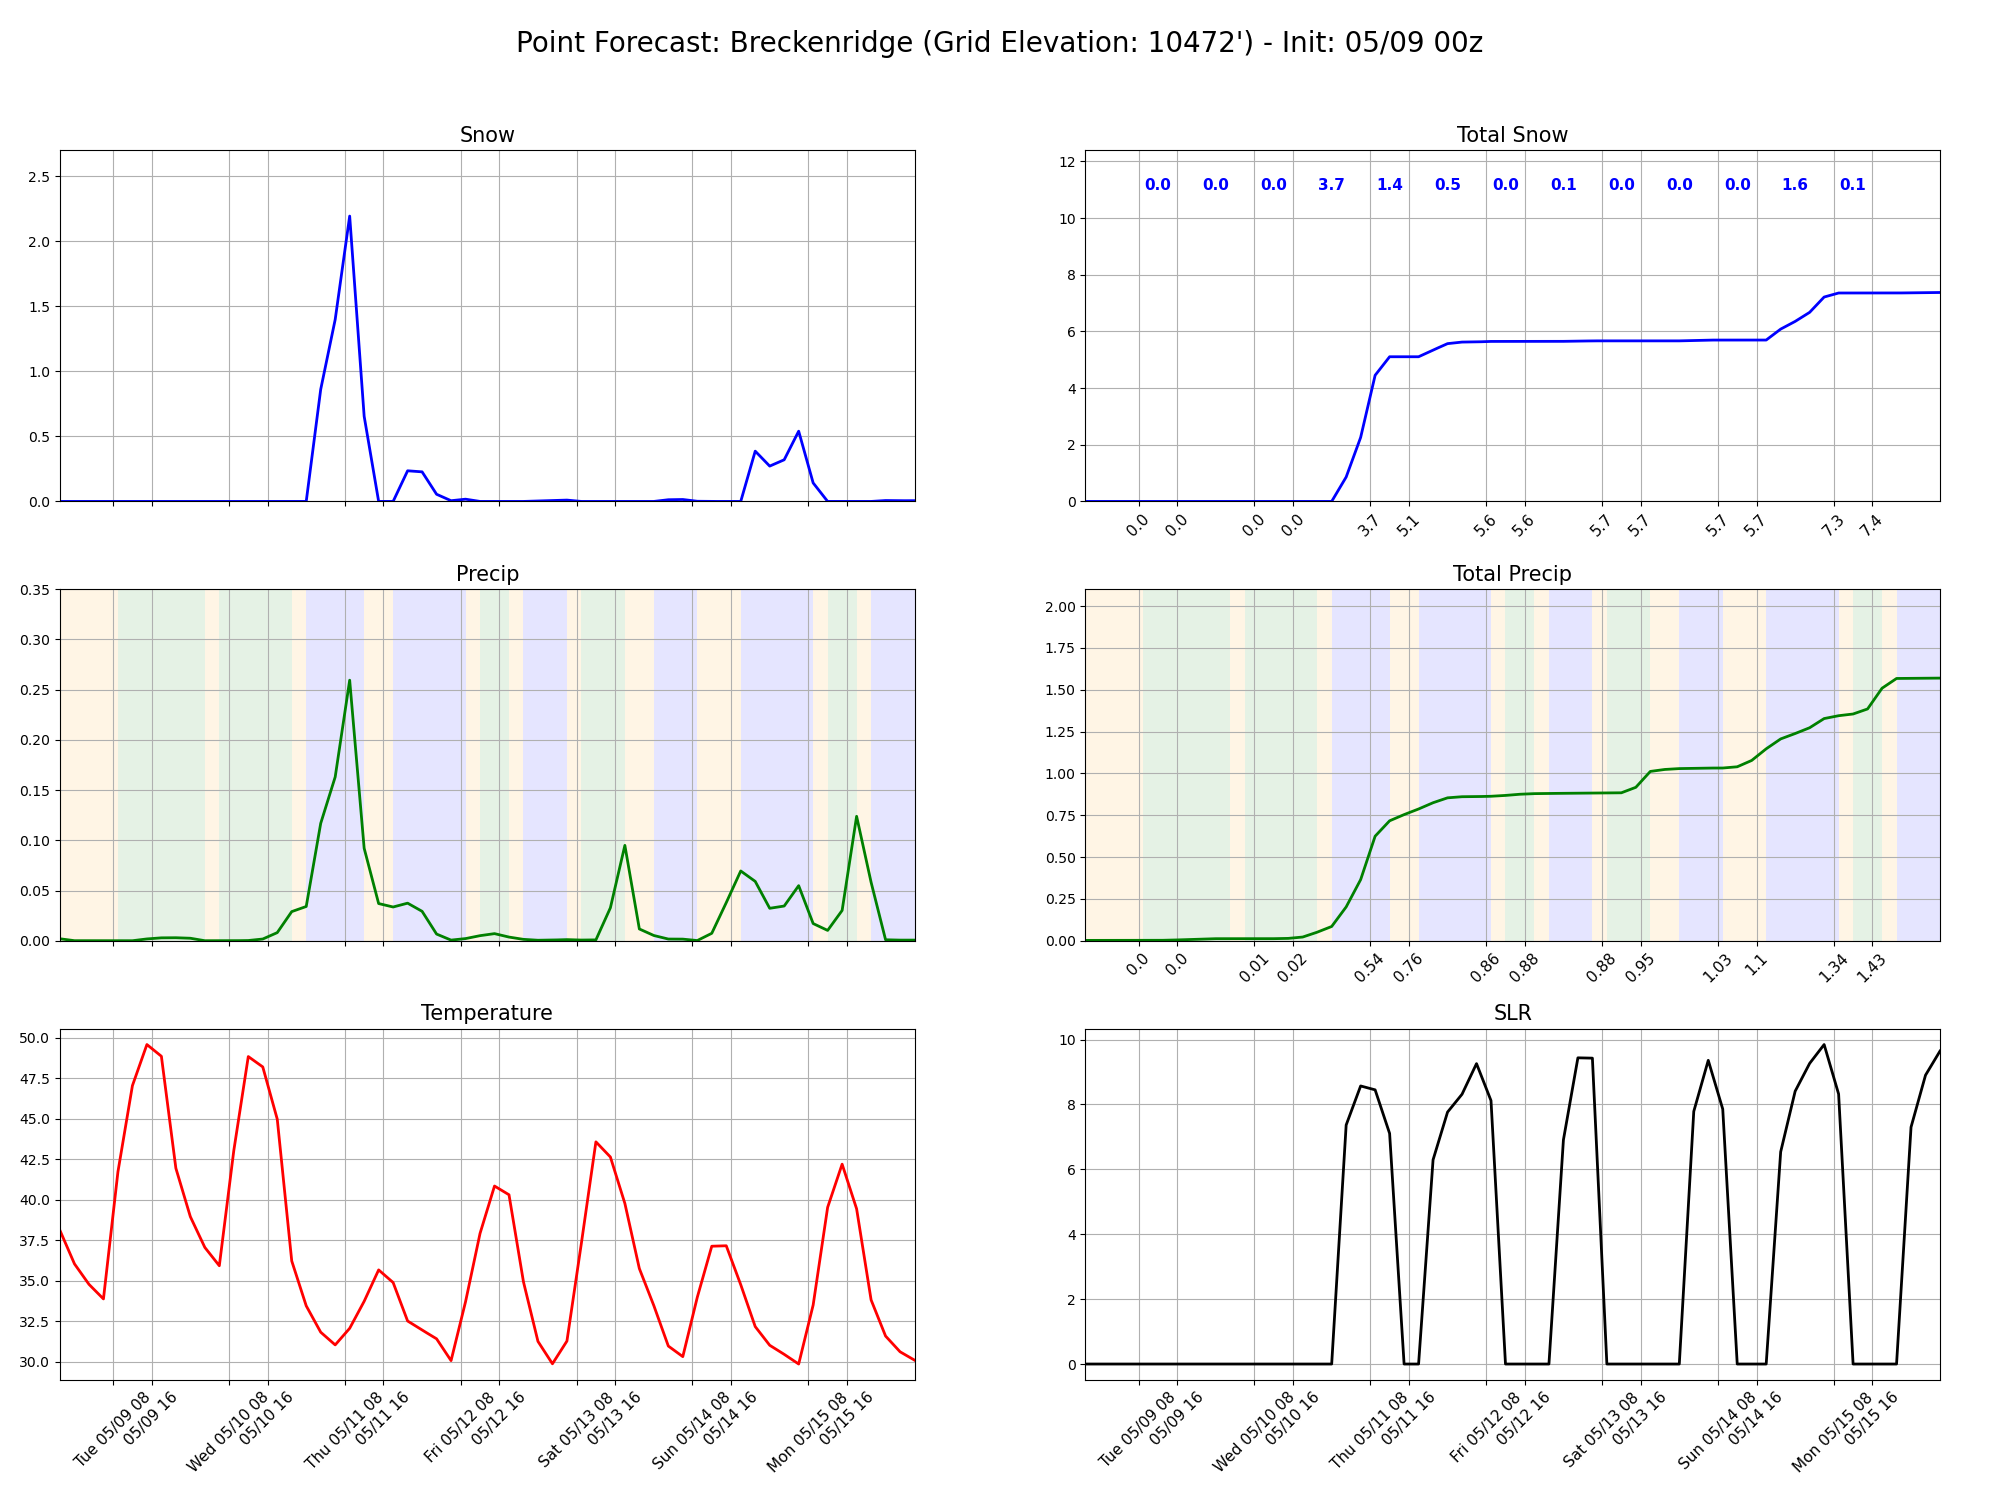 Point Forecast: Breckenridge (Grid Elevation: 10472') - Init: 05/09 00z
Snow
2.5
2.0
1.5
1.0
0.5
0.0
Total Snow
12
10
8
6
4
2
0
0.0 0.0 0.0 3.7 1.4 0.5 0.0 0.1 0.0 0.0 0.0 1.6 0.1
0.0 0.0 0.0 0.0 3.7 5.1 5.6 5.6 5.7 5.7 5.7 5.7 7.3 7.4
Precip
0.35
0.30
0.25
0.20
0.15
0.10
0.05
0.00
Total Precip
2.00
1.75
1.50
1.25
1.00
0.75
0.50
0.25
0.00
0.0 0.0 0.01 0.02 0.54 0.76 0.86 0.88 0.88 0.95 1.03 1.1 1.34 1.43
Temperature
50.0
47.5
45.0
42.5
40.0
37.5
35.0
32.5
30.0
Tue 05/09 08
05/09 16
Wed 05/10 08
05/10 16
Thu 05/11 08
05/11 16
Fri 05/12 08
05/12 16
Sat 05/13 08
05/13 16
Sun 05/14 08
05/14 16
Mon 05/15 08
05/15 16
SLR
10
8
6
4
2
0
Tue 05/09 08
05/09 16
Wed 05/10 08
05/10 16
Thu 05/11 08
05/11 16
Fri 05/12 08
05/12 16
Sat 05/13 08
05/13 16
Sun 05/14 08
05/14 16
Mon 05/15 08
05/15 16